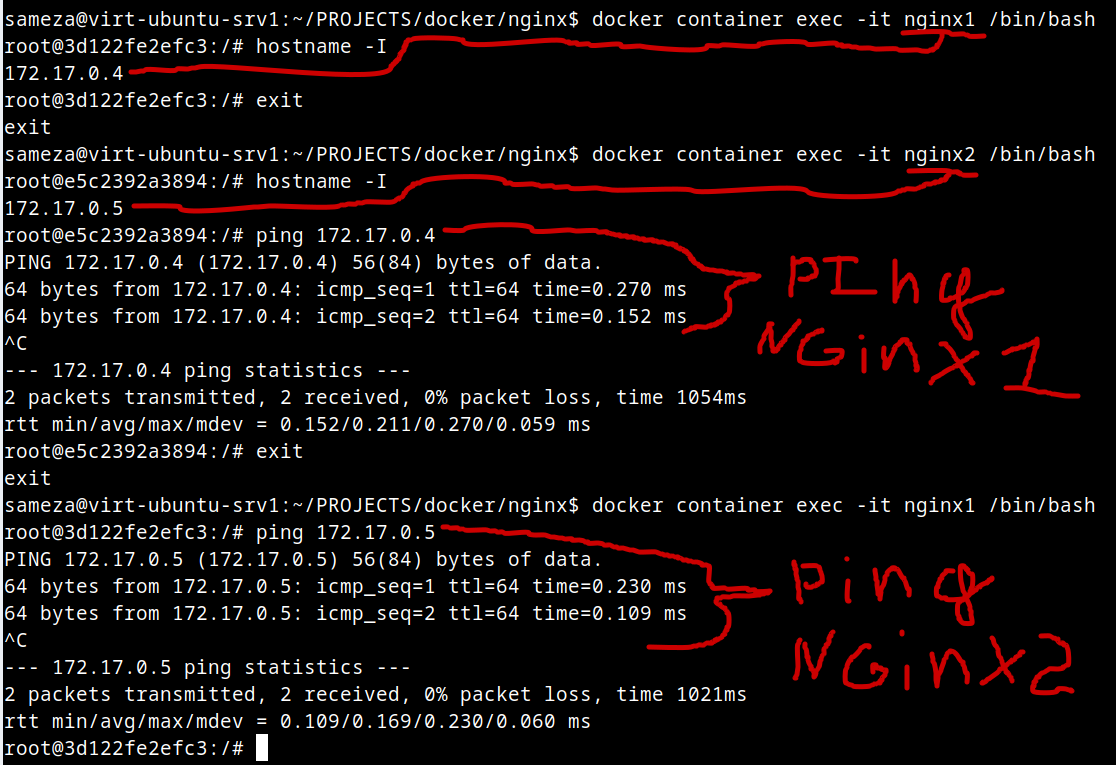 sameza@virt-ubuntu-srv1:~/PROJECTS/docker/nginx$ docker container exec -it nginx1 /bin/bash
root@3d122fe2efc3:/# hostname -I
172.17.0.4
root@3d122fe2efc3:/# exit
exit
sameza@virt-ubuntu-srv1:~/PROJECTS/docker/nginx$ docker container exec -it nginx2 /bin/bash
root@e5c2392a3894:/# hostname -I
172.17.0.5
root@e5c2392a3894:/# ping 172.17.0.4
PING 172.17.0.4 (172.17.0.4) 56(84) bytes of data.
64 bytes from 172.17.0.4: icmp_seq=1 ttl=64 time=0.270 ms
64 bytes from 172.17.0.4: icmp_seq=2 ttl=64 time=0.152 ms
^C
--- 172.17.0.4 ping statistics ---
2 packets transmitted, 2 received, 0% packet loss, time 1054ms
rtt min/avg/max/mdev = 0.152/0.211/0.270/0.059 ms
PIng
NGinX1
root@e5c2392a3894:/# exit
exit
sameza@virt-ubuntu-srv1:~/PROJECTS/docker/nginx$ docker container exec -it nginx1 /bin/bash
root@3d122fe2efc3:/# ping 172.17.0.5
PING 172.17.0.5 (172.17.0.5) 56(84) bytes of data.
64 bytes from 172.17.0.5: icmp_seq=1 ttl=64 time=0.230 ms
64 bytes from 172.17.0.5: icmp_seq=2 ttl=64 time=0.109 ms
^C
--- 172.17.0.5 ping statistics ---
2 packets transmitted, 2 received, 0% packet loss, time 1021ms
rtt min/avg/max/mdev = 0.109/0.169/0.230/0.060 ms
root@3d122fe2efc3:/#
Ping
NGinX2